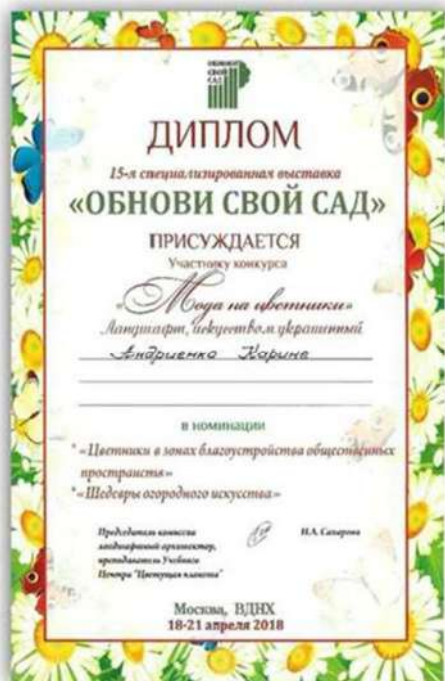 ОБНОВИ
СВОЙ
САД
ДИПЛОМ
15-я специализированная выставка
«ОБНОВИ СВОЙ САД»
ПРИСУЖДАЕТСЯ
Участнику конкурса
«Мода на цветники»
Ландшафт, искусством украшенный
Андриенко Карине
в номинации
* «Цветники в зонах благоустройства общественных
пространств»
* «Шедевры огородного искусства»
Председатель комиссии
ландшафтный архитектор,
преподаватель Учебного
Центра "Цветущая планета"
Н.А. Сахарова
Москва, ВДНХ
18-21 апреля 2018